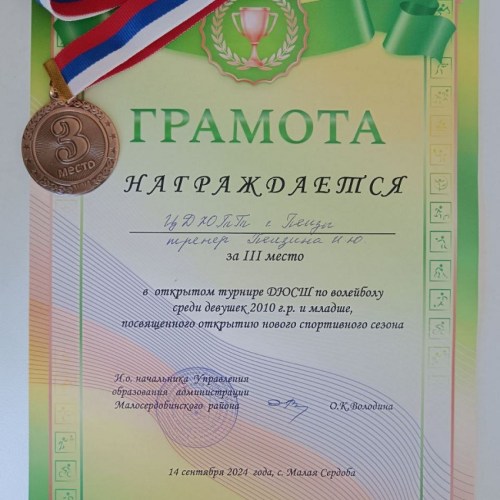 3
место
ГРАМОТА
НАГРАЖДАЕТСЯ
г Пензы
тренер Пензина И.Ю.
за III место
в открытом турнире ДЮСШ по волейболу
среди девушек 2010 г.р. и младше,
посвященного открытию нового спортивного сезона
И.о. начальника Управления
образования администрации
Малосердобинского района
О.К.Володина
14 сентября 2024 года, с. Малая Сердоба